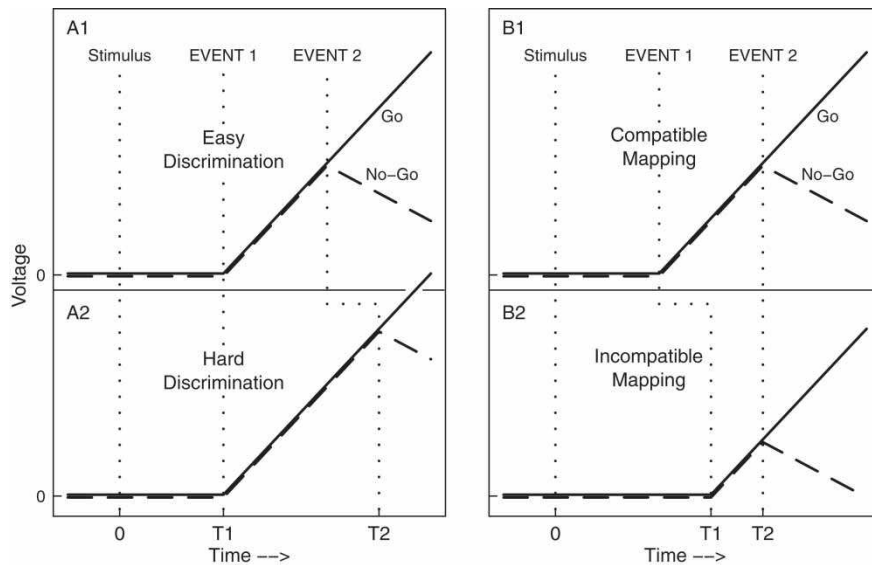 A1
Stimulus EVENT 1 EVENT 2
Go
Easy
Discrimination
No-Go
0
B1
Stimulus EVENT 1 EVENT 2
Go
Compatible
Mapping
No-Go
0
Voltage
A2
Hard
Discrimination
0
0 T1 T2
Time -->
B2
Incompatible
Mapping
0
0 T1 T2
Time -->